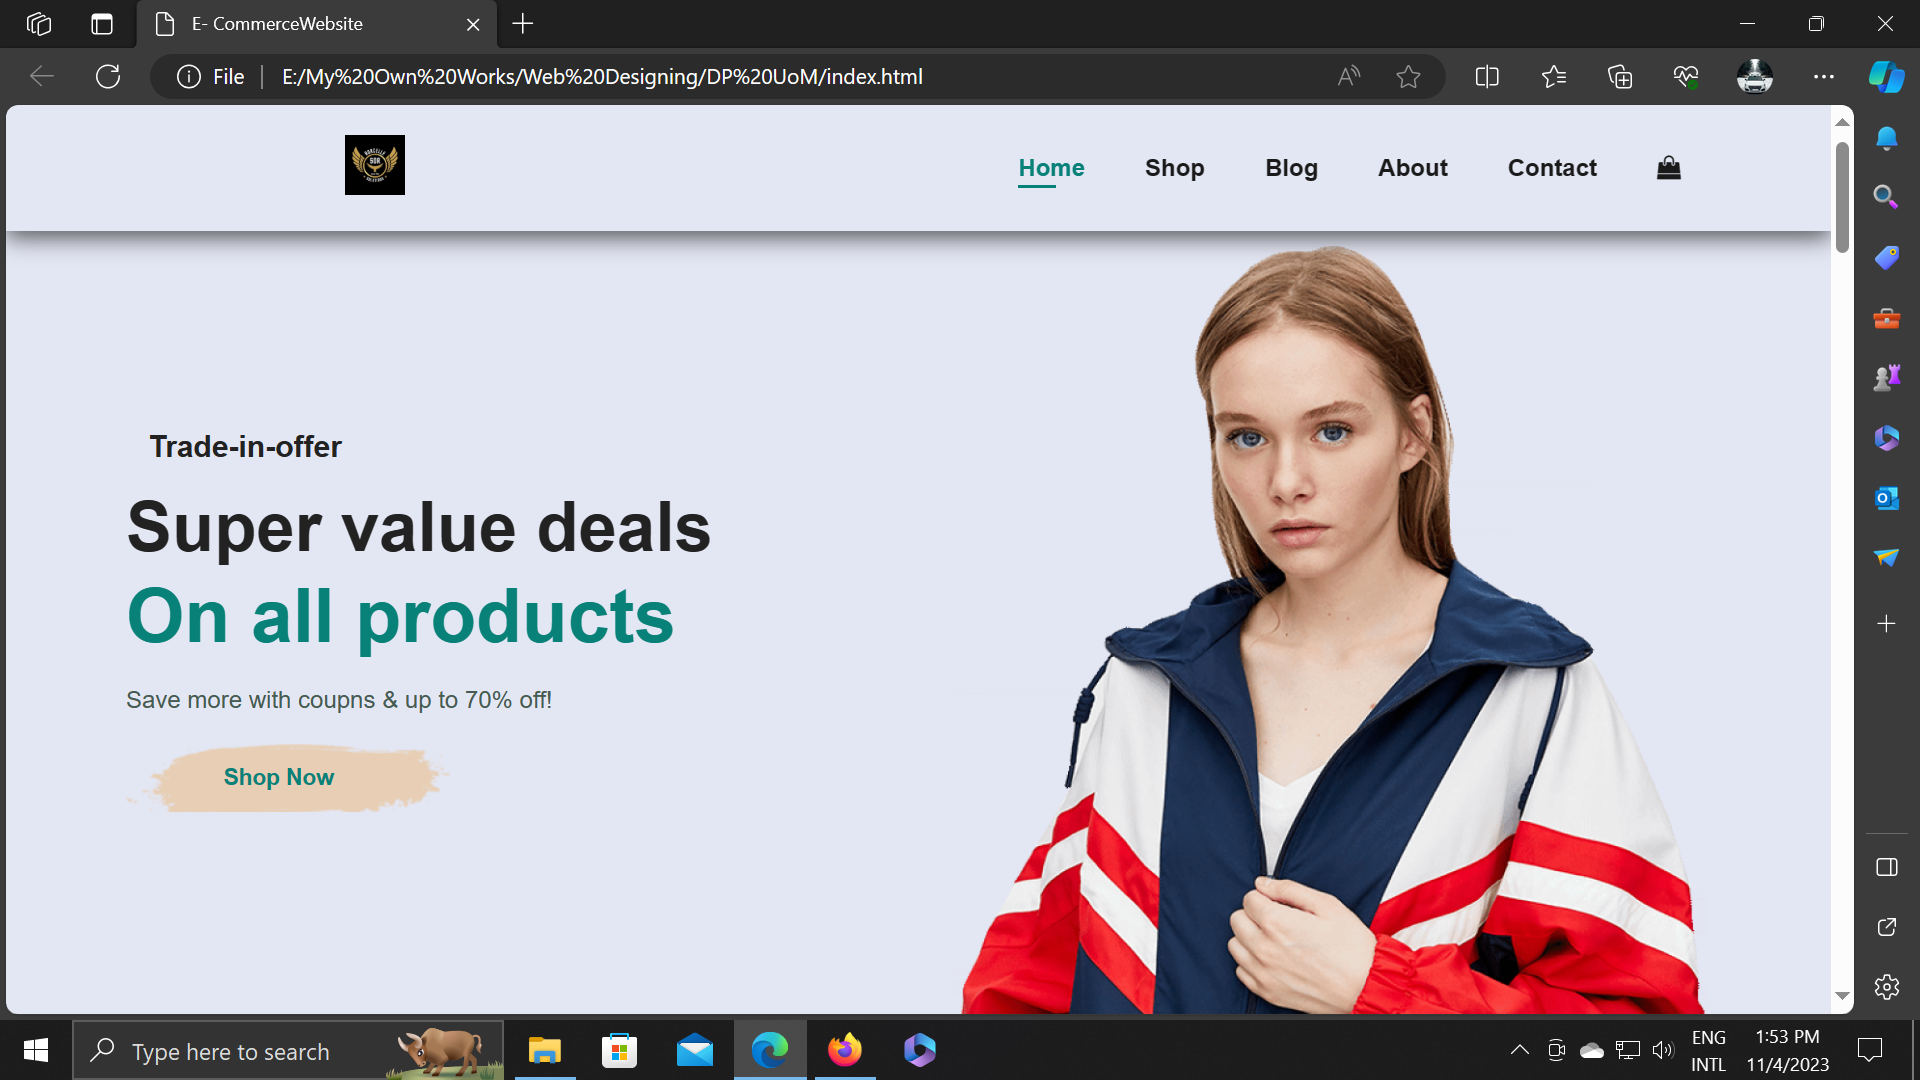 E- CommerceWebsite
File E:/My%20Own%20Works/Web%20Designing/DP%20UoM/index.html
SOR
Home Shop Blog About Contact
Trade-in-offer
Super value deals
On all products
Save more with coupns & up to 70% off!
Shop Now
Type here to search
ENG 1:53 PM
INTL 11/4/2023